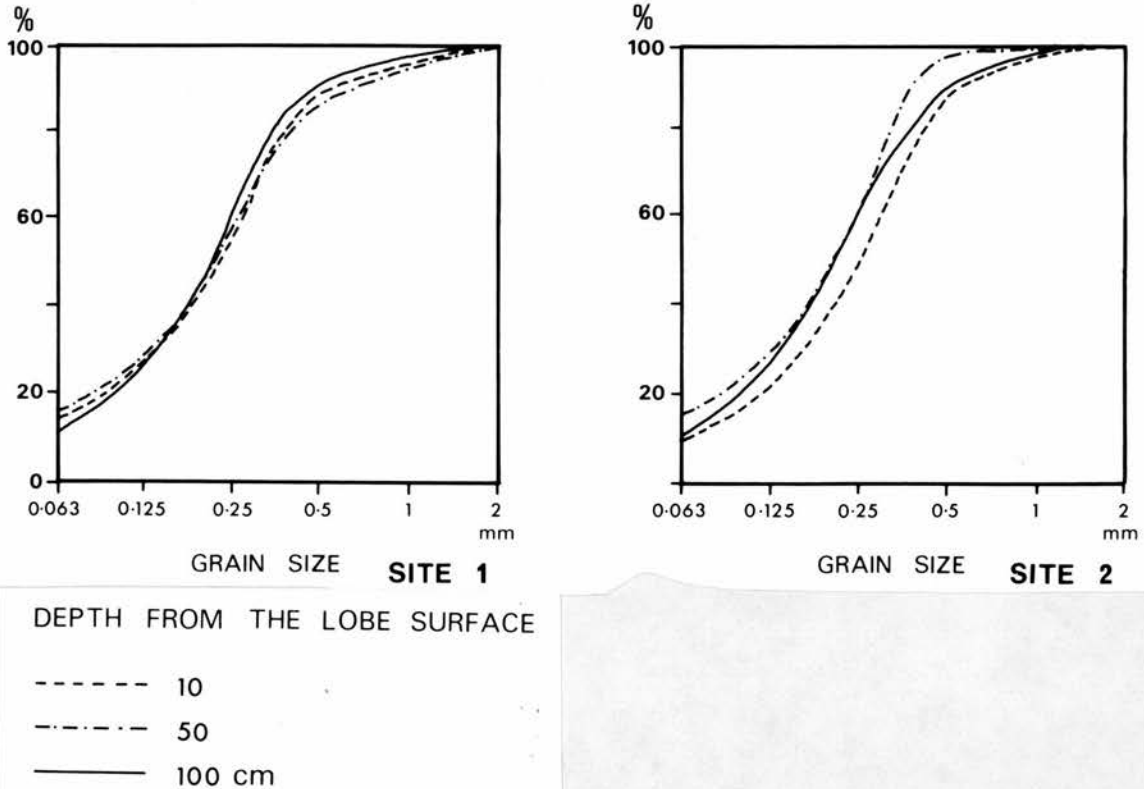 %
100
60
20
0
0·063 0·125 0·25 0·5 1 2
mm
GRAIN SIZE SITE 1
%
100
60
20
0·063 0·125 0·25 0·5 1 2
mm
GRAIN SIZE SITE 2
DEPTH FROM THE LOBE SURFACE
10
50
100 cm